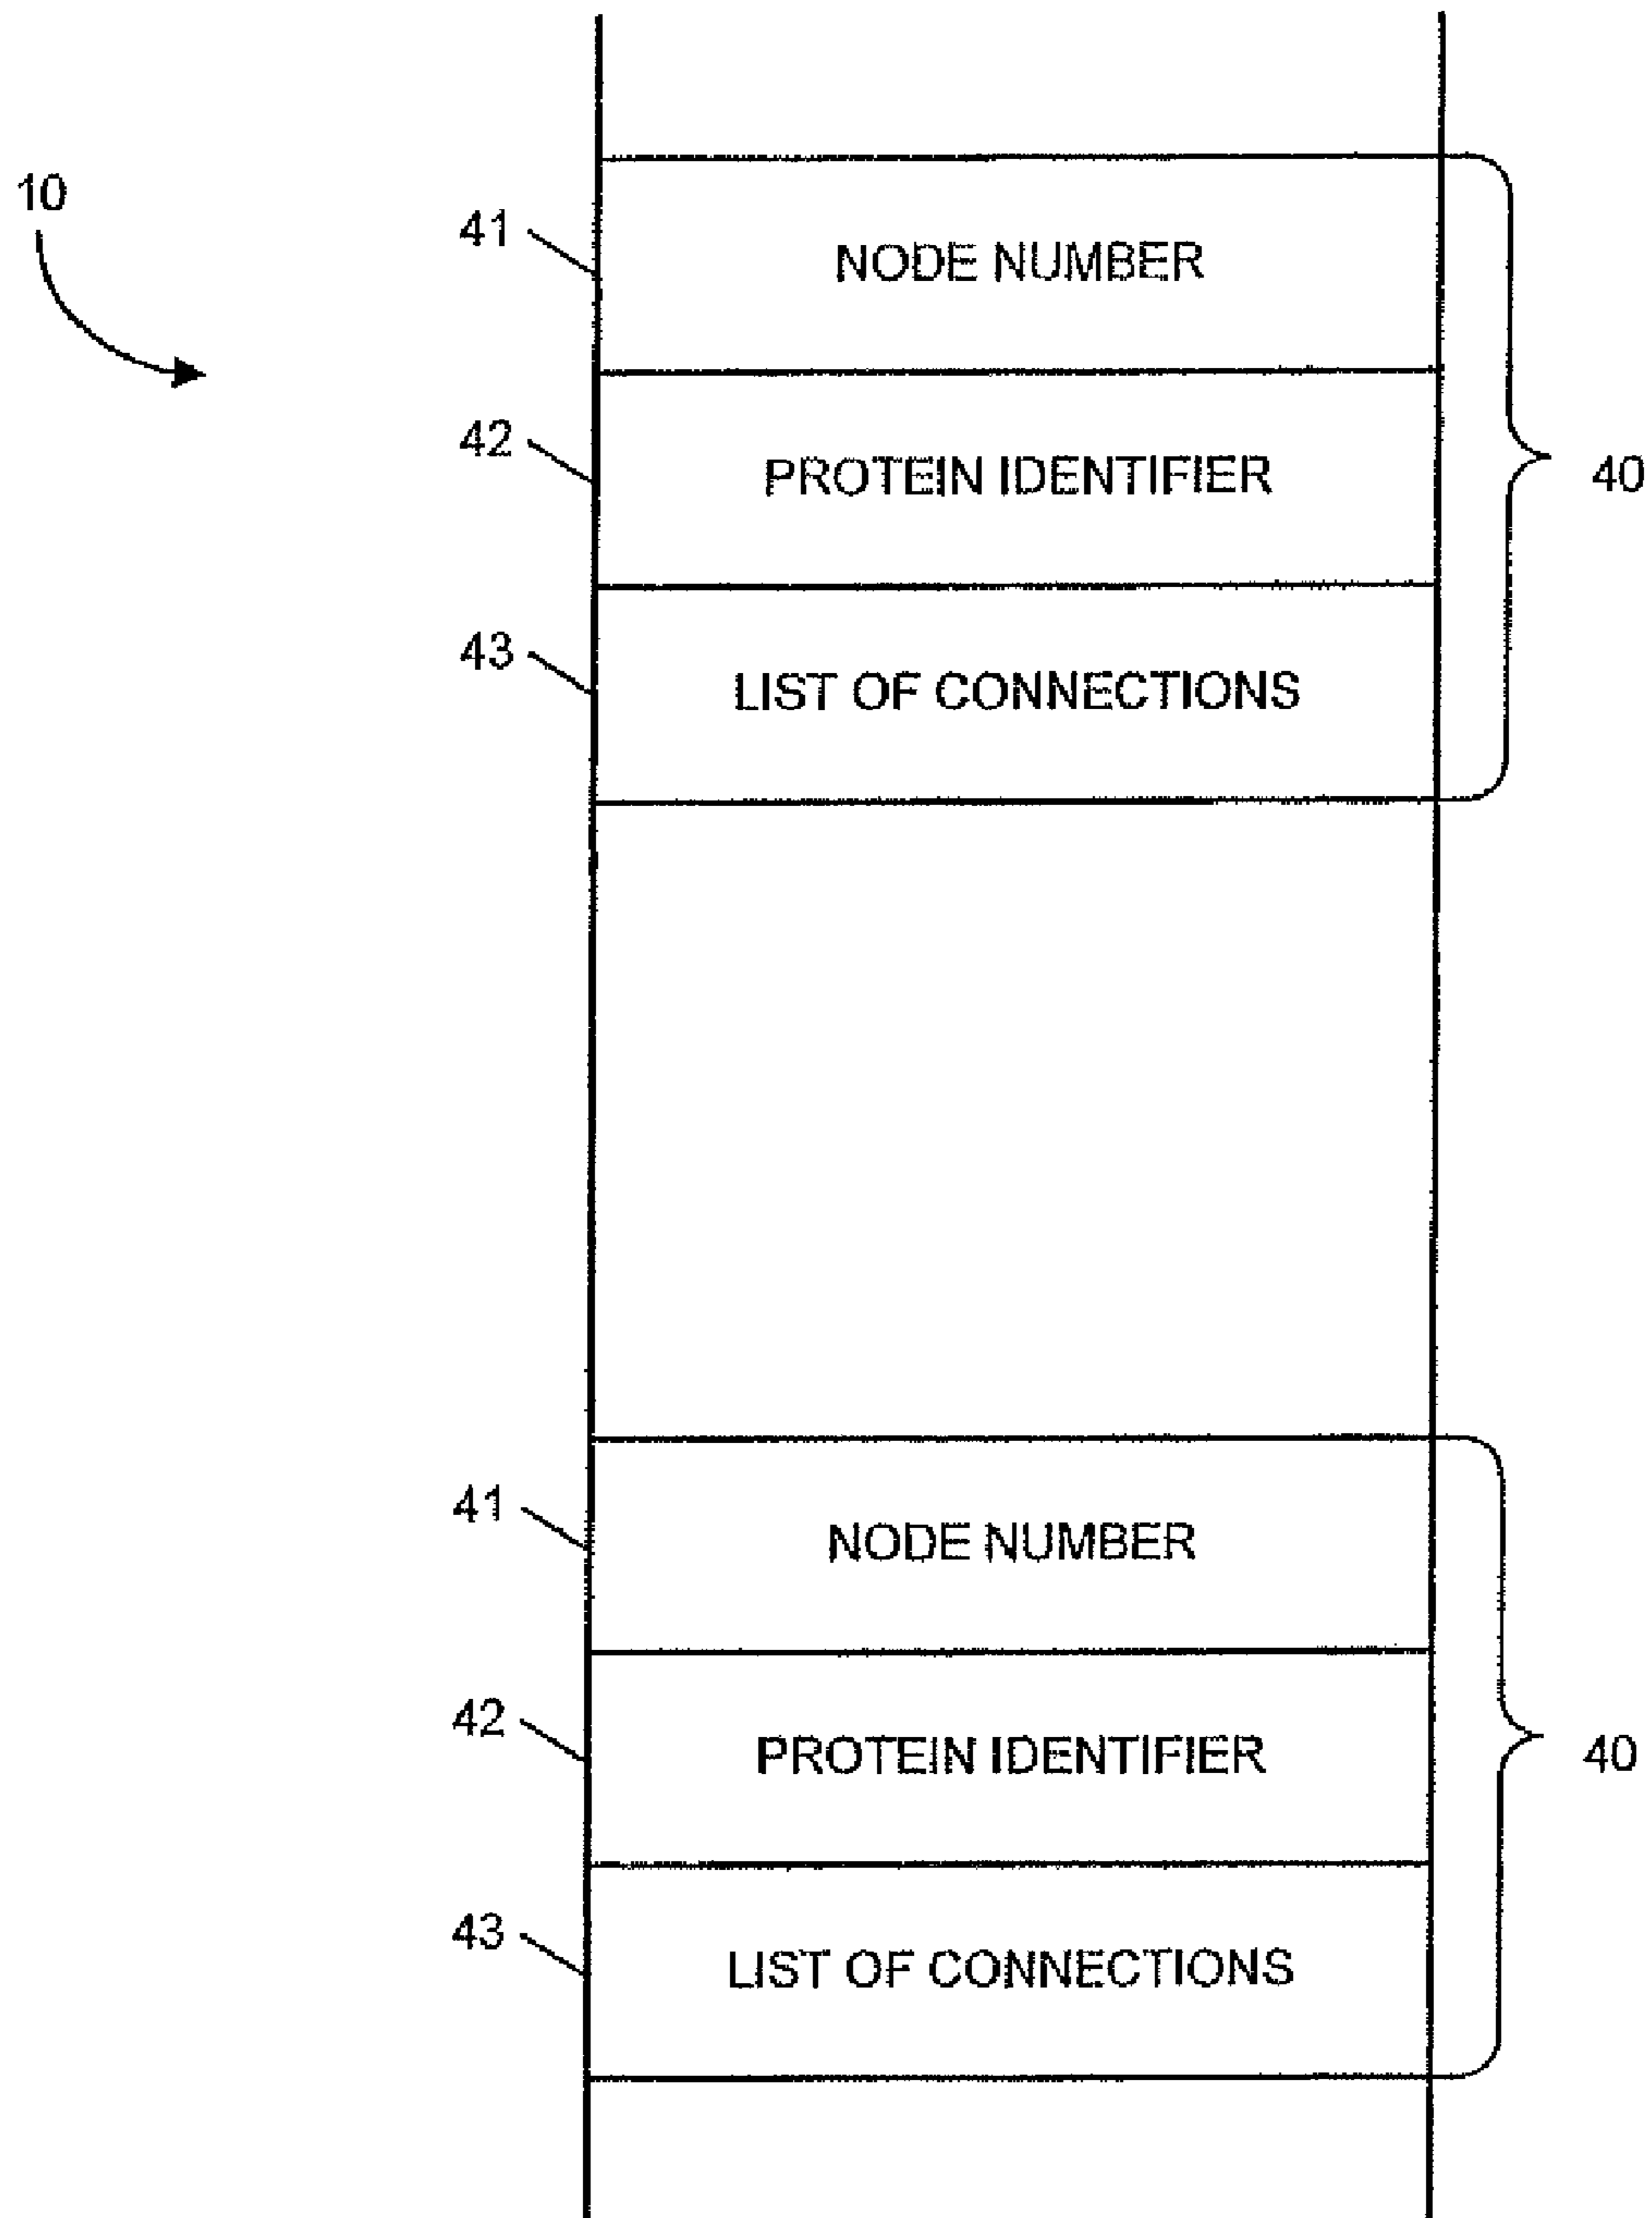 10
41
NODE NUMBER
42
PROTEIN IDENTIFIER
40
43
LIST OF CONNECTIONS
41
NODE NUMBER
42
PROTEIN IDENTIFIER
40
43
LIST OF CONNECTIONS